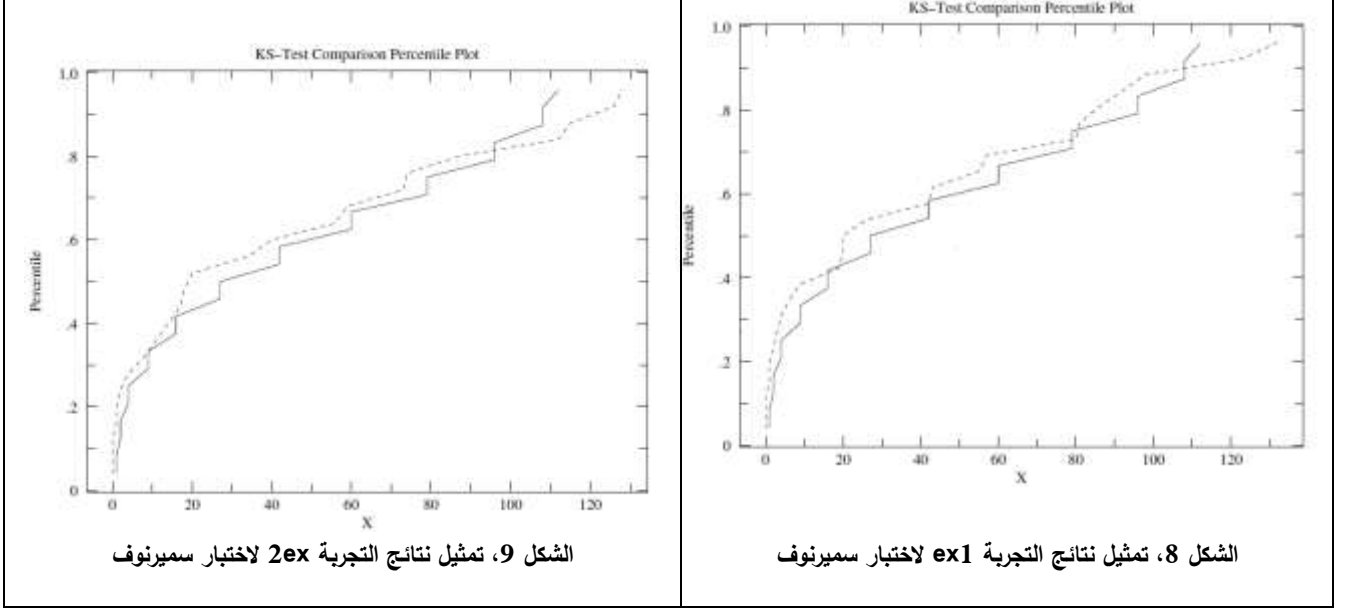 KS-Test Comparison Percentile Plot
1.0
.8
.6
.4
.2
0
Percentile
0 20 40 60 80 100 120
X
الشكل 8، تمثيل نتائج التجربة ex1 لاختبار سميرنوف
KS-Test Comparison Percentile Plot
1.0
.8
.6
.4
.2
0
Percentile
0 20 40 60 80 100 120
X
الشكل 9، تمثيل نتائج التجربة 2ex لاختبار سميرنوف